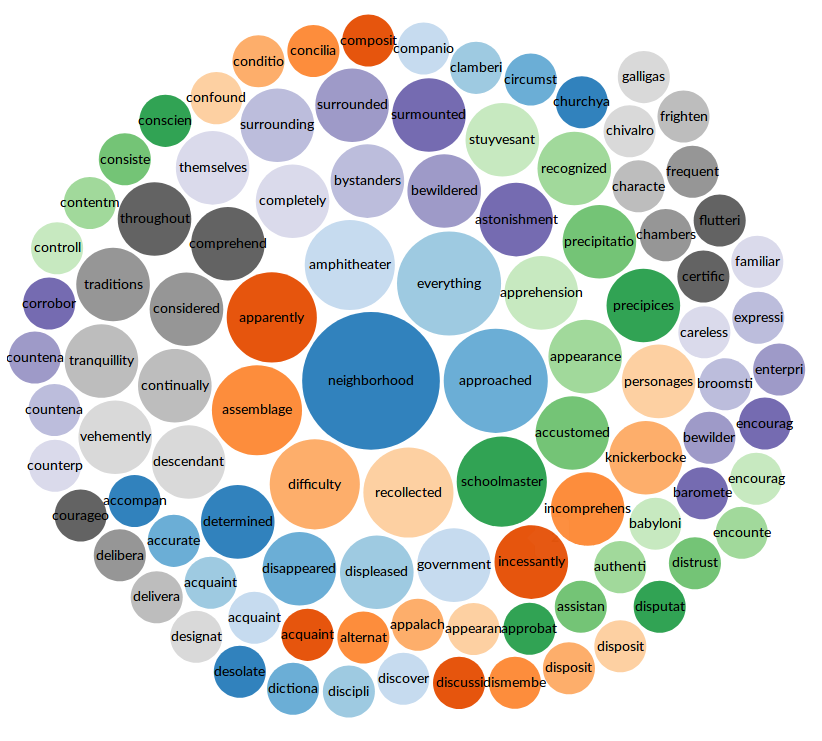 composit
companio
concilia
conditio
clamberi
circumst
galligas
churchya
confound
surrounded
surmounted
frighten
conscien
surrounding
chivalro
stuyvesant
consiste
themselves
recognized
frequent
bystanders
bewildered
characte
contentm
completely
throughout
astonishment
flutteri
chambers
comprehend
precipitatio
controll
familiar
amphitheater
certific
traditions
everything
apprehension
corrobor
considered
precipices
apparently
expressi
careless
countena
tranquillity
appearance
enterpri
neighborhood
approached
personages
continually
broomsti
countena
assemblage
encourag
vehemently
accustomed
bewilder
knickerbocke
descendant
counterp
encourag
schoolmaster
difficulty
recollected
baromete
accompan
incomprehens
courageo
determined
babyloni
encounte
accurate
delibera
incessantly
distrust
government
authenti
disappeared
displeased
acquaint
delivera
assistan
disputat
acquaint
appalach
appearan
approbat
designat
acquaint
alternat
disposit
disposit
desolate
discover
discussi
dismembe
discipli
dictiona